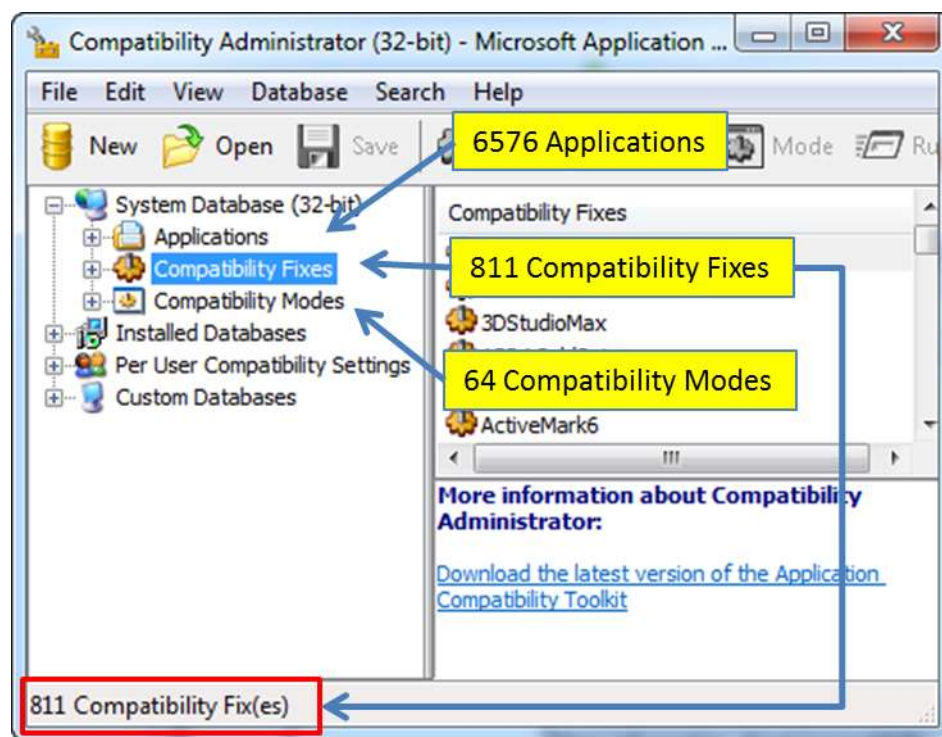 Compatibility Administrator (32-bit) - Microsoft Application ...
File Edit View Database Search Help
New Open Save Mode Ru
6576 Applications
System Database (32-bit)
Applications
Compatibility Fixes
Compatibility Modes
Installed Databases
Per User Compatibility Settings
Custom Databases
Compatibility Fixes
811 Compatibility Fixes
3DStudioMax
64 Compatibility Modes
ActiveMark6
More information about Compatibility
Administrator:
Download the latest version of the Application
Compatibility Toolkit
811 Compatibility Fix(es)